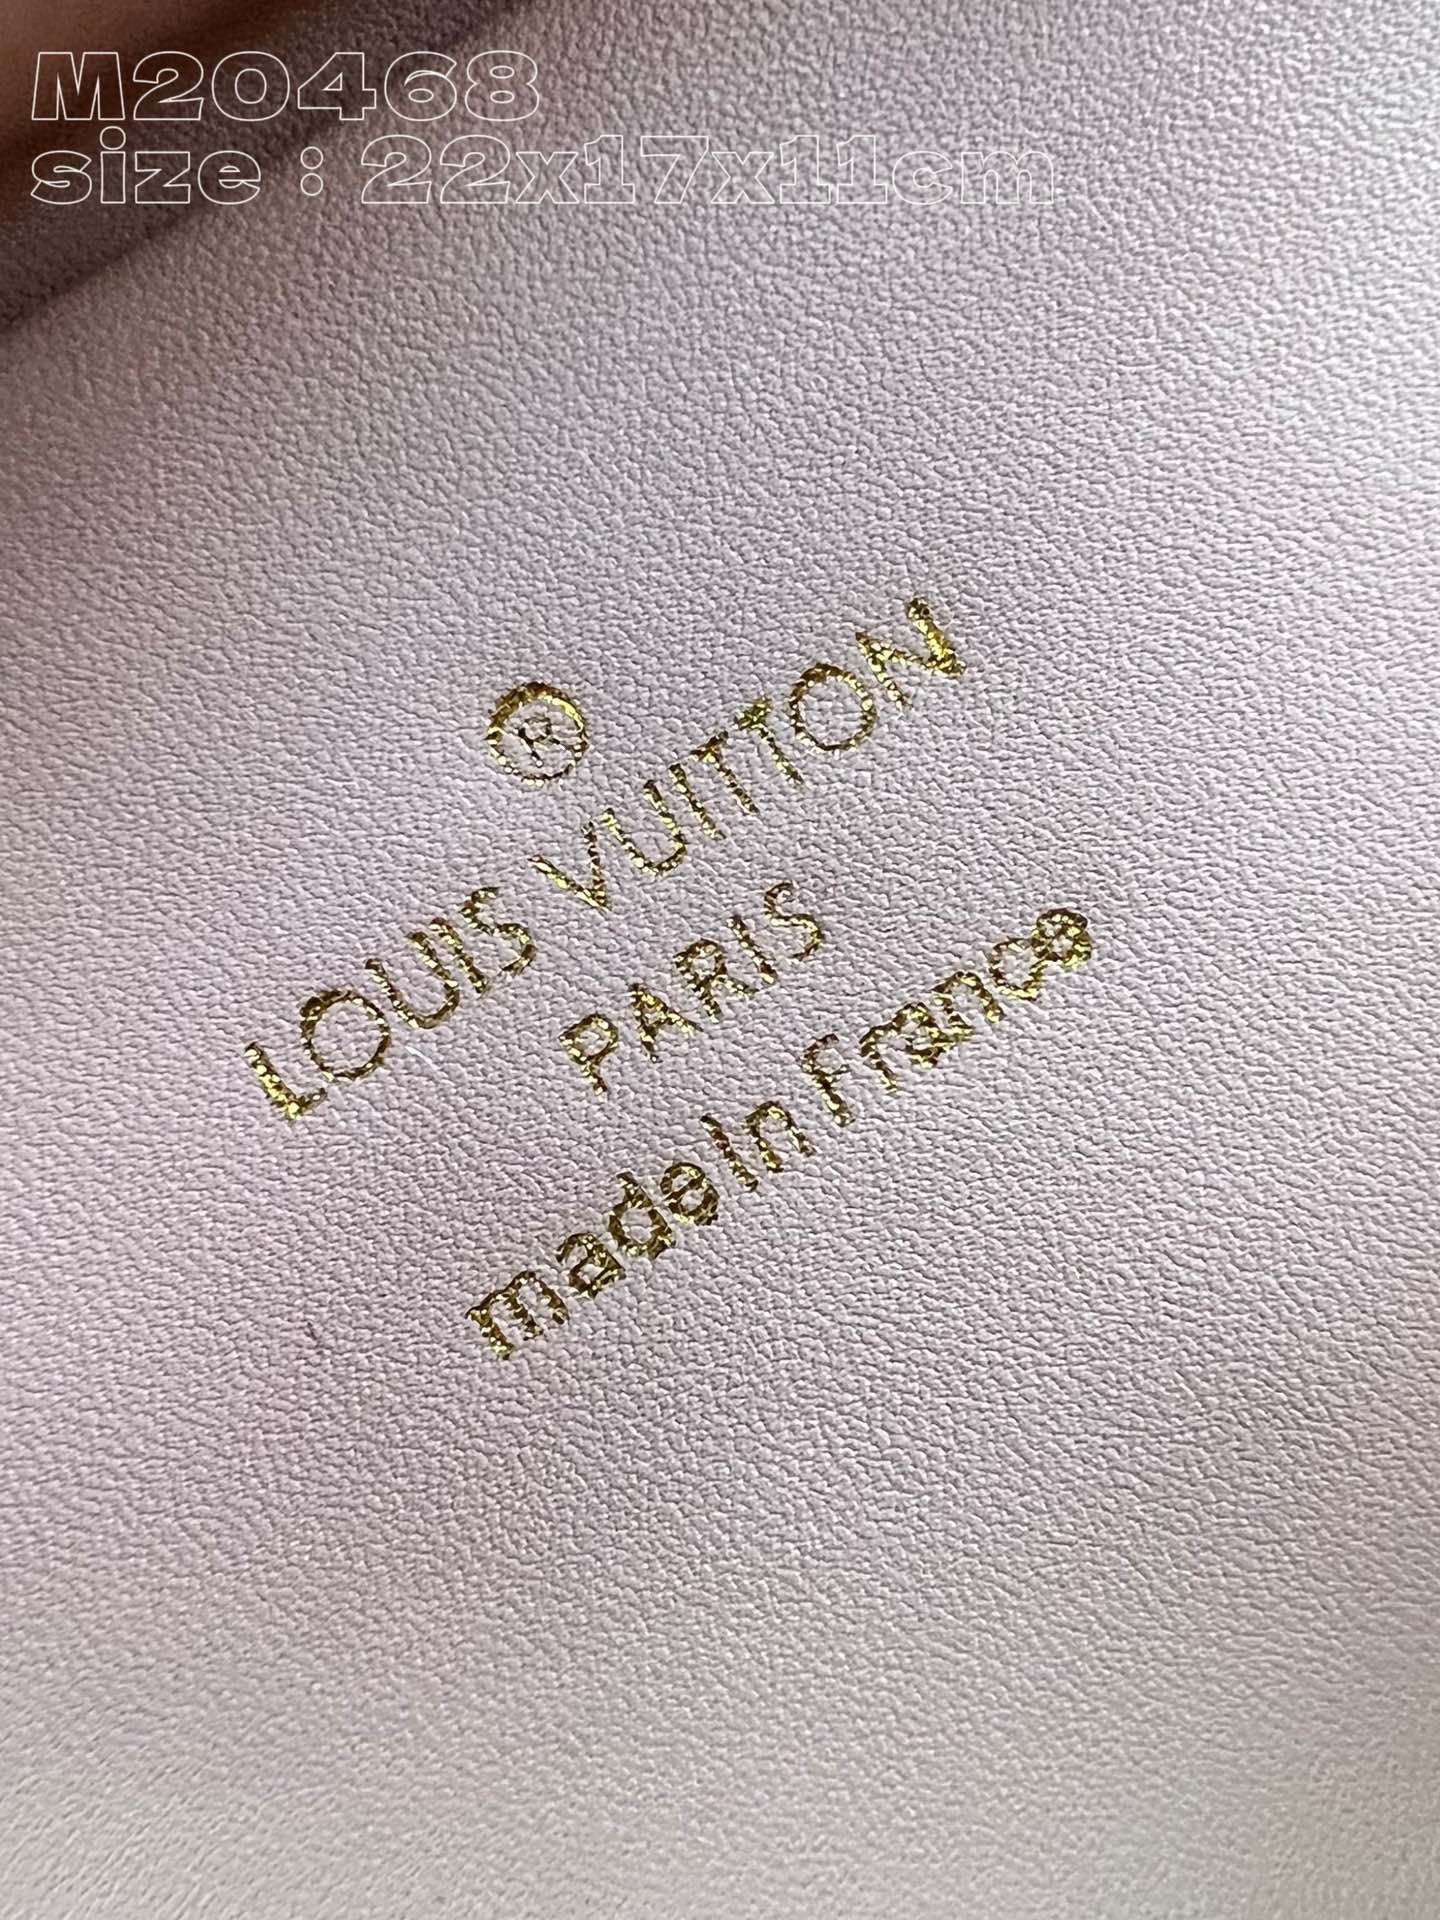 M20468
size : 22x17x11cm
®
LOUIS VUITTON
PARIS
made in France